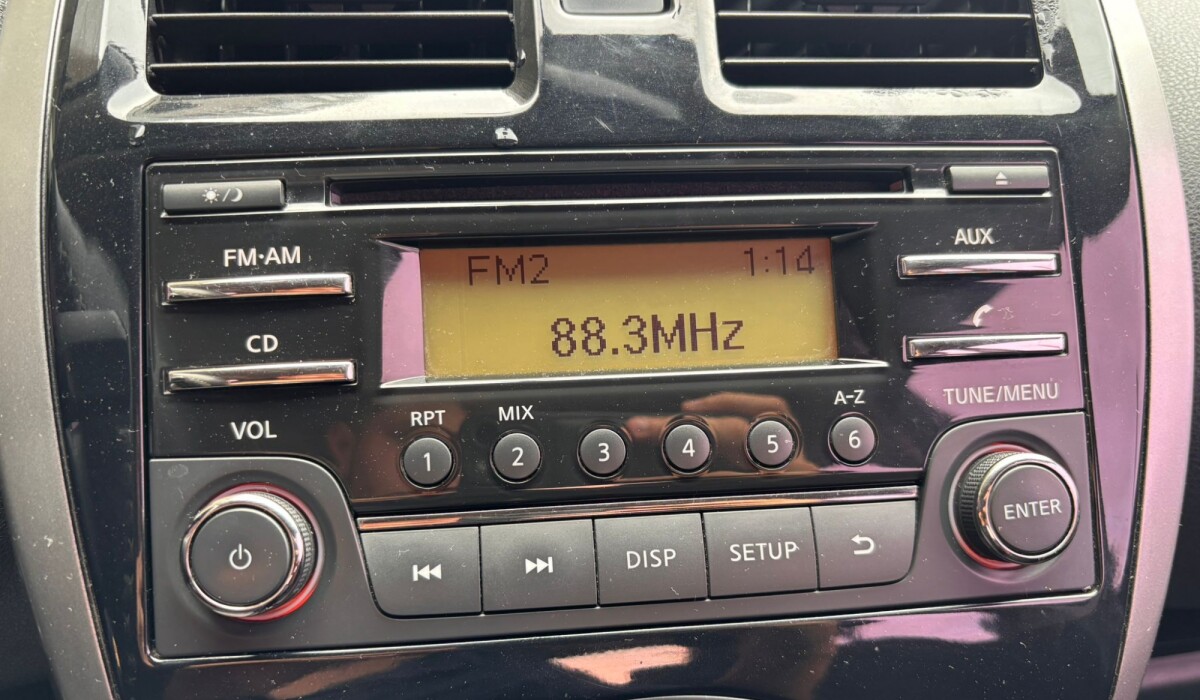 FM·AM
AUX
FM2 1:14
88.3MHz
CD
TUNE/MENU
VOL
RPT MIX A-Z
1 2 3 4 5 6
ENTER
DISP SETUP